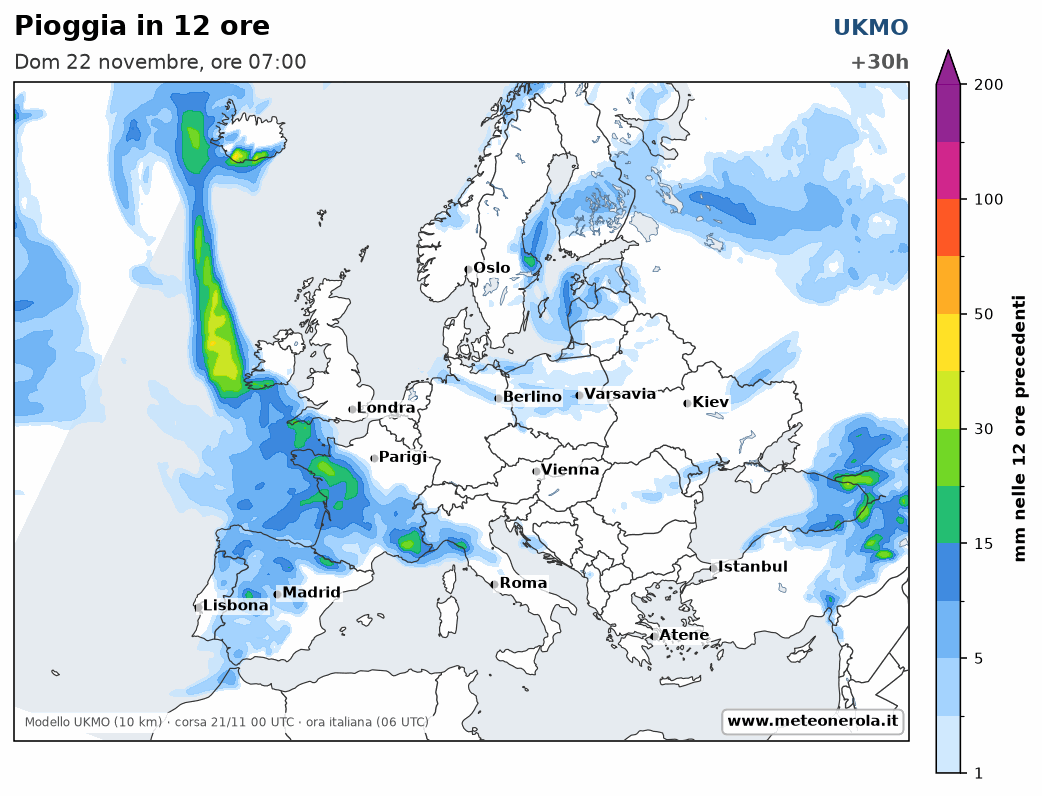 Pioggia in 12 ore
UKMO
Dom 22 novembre, ore 07:00
+30h
200
100
50
30
15
5
1
mm nelle 12 ore precedenti
Oslo
Londra
Berlino
Varsavia
Kiev
Parigi
Vienna
Istanbul
Roma
Madrid
Lisbona
Atene
Modello UKMO (10 km) · corsa 21/11 00 UTC · ora italiana (06 UTC)
www.meteonerola.it